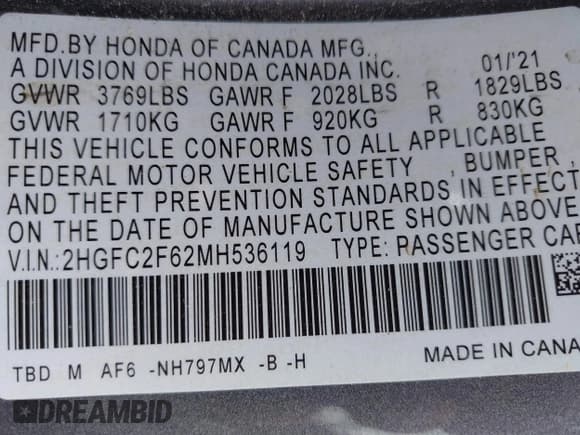 MFD.BY HONDA OF CANADA MFG.,
A DIVISION OF HONDA CANADA INC. 01/'21
GVWR 3769LBS GAWR F 2028LBS R 1829LBS
GVWR 1710KG GAWR F 920KG R 830KG
THIS VEHICLE CONFORMS TO ALL APPLICABLE
FEDERAL MOTOR VEHICLE SAFETY , BUMPER ,
AND THEFT PREVENTION STANDARDS IN EFFECT
ON THE DATE OF MANUFACTURE SHOWN ABOVE
V.I.N.:2HGFC2F62MH536119 TYPE: PASSENGER CAR
TBD M AF6 -NH797MX -B -H MADE IN CANA
DREAMBID